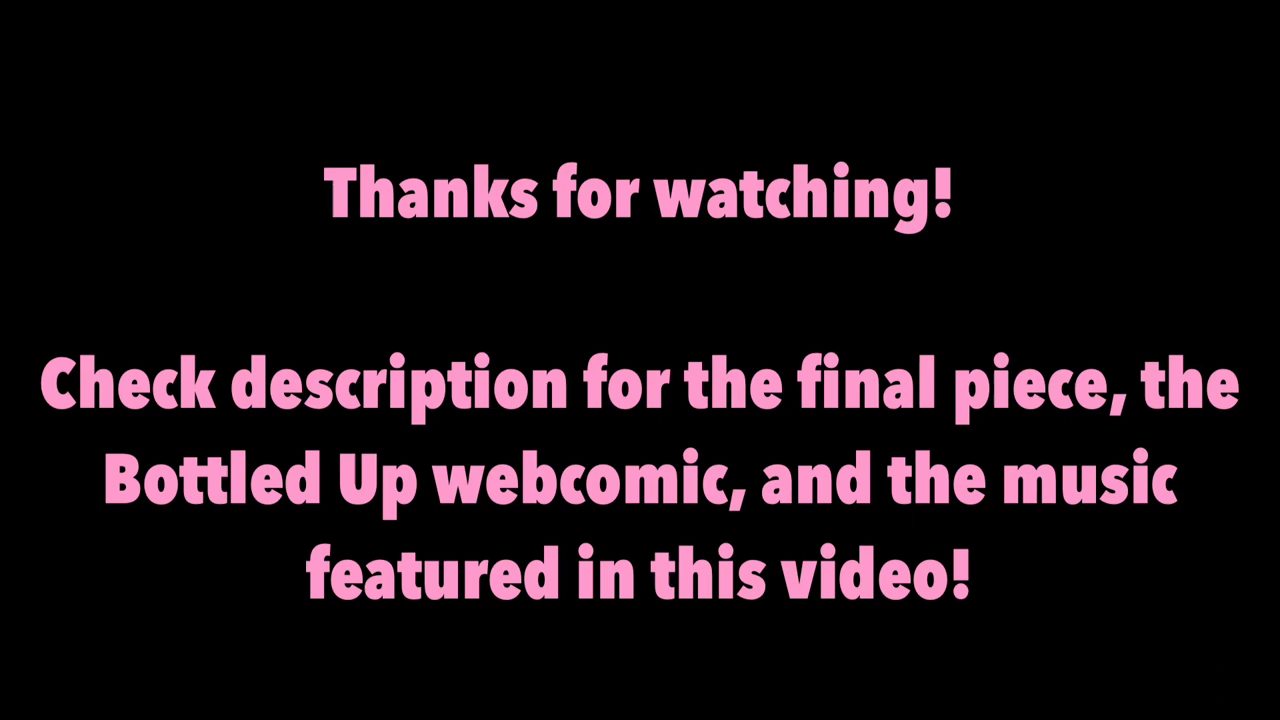 Thanks for watching!
Check description for the final piece, the
Bottled Up webcomic, and the music
featured in this video!